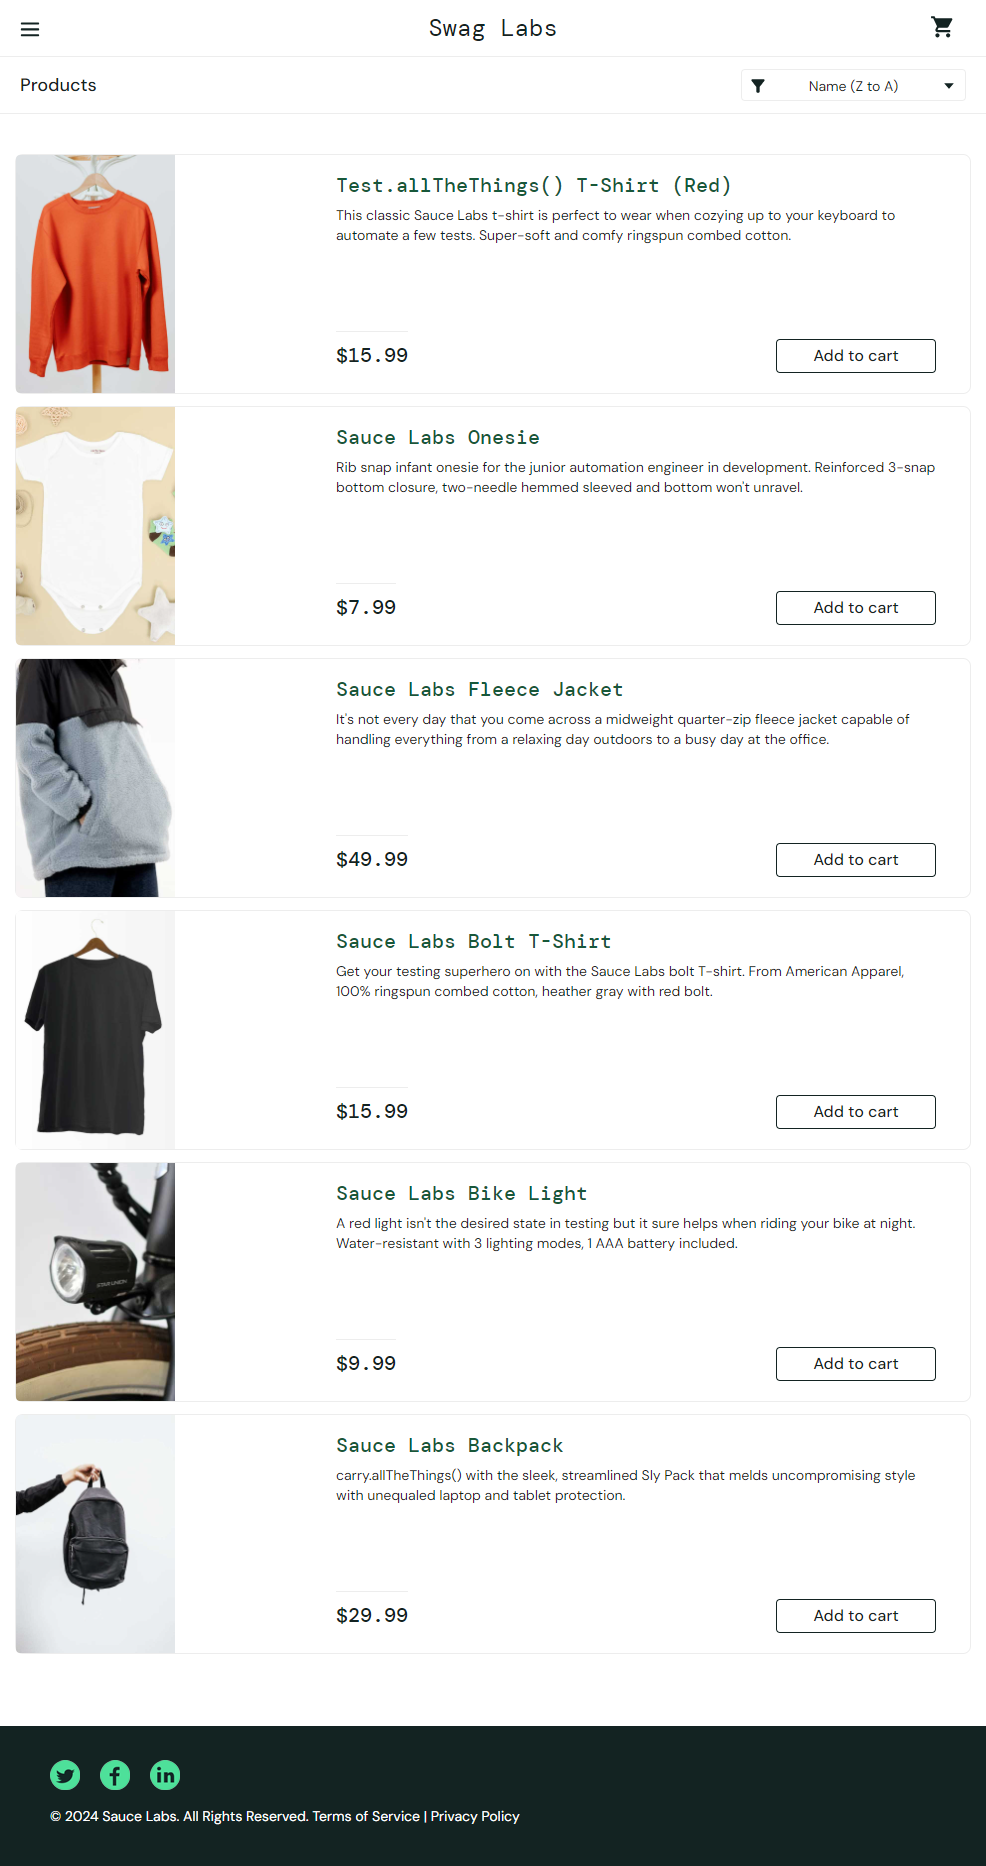 Swag Labs
Products
Name (Z to A)
Test.allTheThings() T-Shirt (Red)
This classic Sauce Labs t-shirt is perfect to wear when cozying up to your keyboard to
automate a few tests. Super-soft and comfy ringspun combed cotton.
$15.99
Add to cart
Sauce Labs Onesie
Rib snap infant onesie for the junior automation engineer in development. Reinforced 3-snap
bottom closure, two-needle hemmed sleeved and bottom won't unravel.
$7.99
Add to cart
Sauce Labs Fleece Jacket
It's not every day that you come across a midweight quarter-zip fleece jacket capable of
handling everything from a relaxing day outdoors to a busy day at the office.
$49.99
Add to cart
Sauce Labs Bolt T-Shirt
Get your testing superhero on with the Sauce Labs bolt T-shirt. From American Apparel,
100% ringspun combed cotton, heather gray with red bolt.
$15.99
Add to cart
Sauce Labs Bike Light
A red light isn't the desired state in testing but it sure helps when riding your bike at night.
Water-resistant with 3 lighting modes, 1 AAA battery included.
$9.99
Add to cart
Sauce Labs Backpack
carry.allTheThings() with the sleek, streamlined Sly Pack that melds uncompromising style
with unequaled laptop and tablet protection.
$29.99
Add to cart
© 2024 Sauce Labs. All Rights Reserved. Terms of Service | Privacy Policy